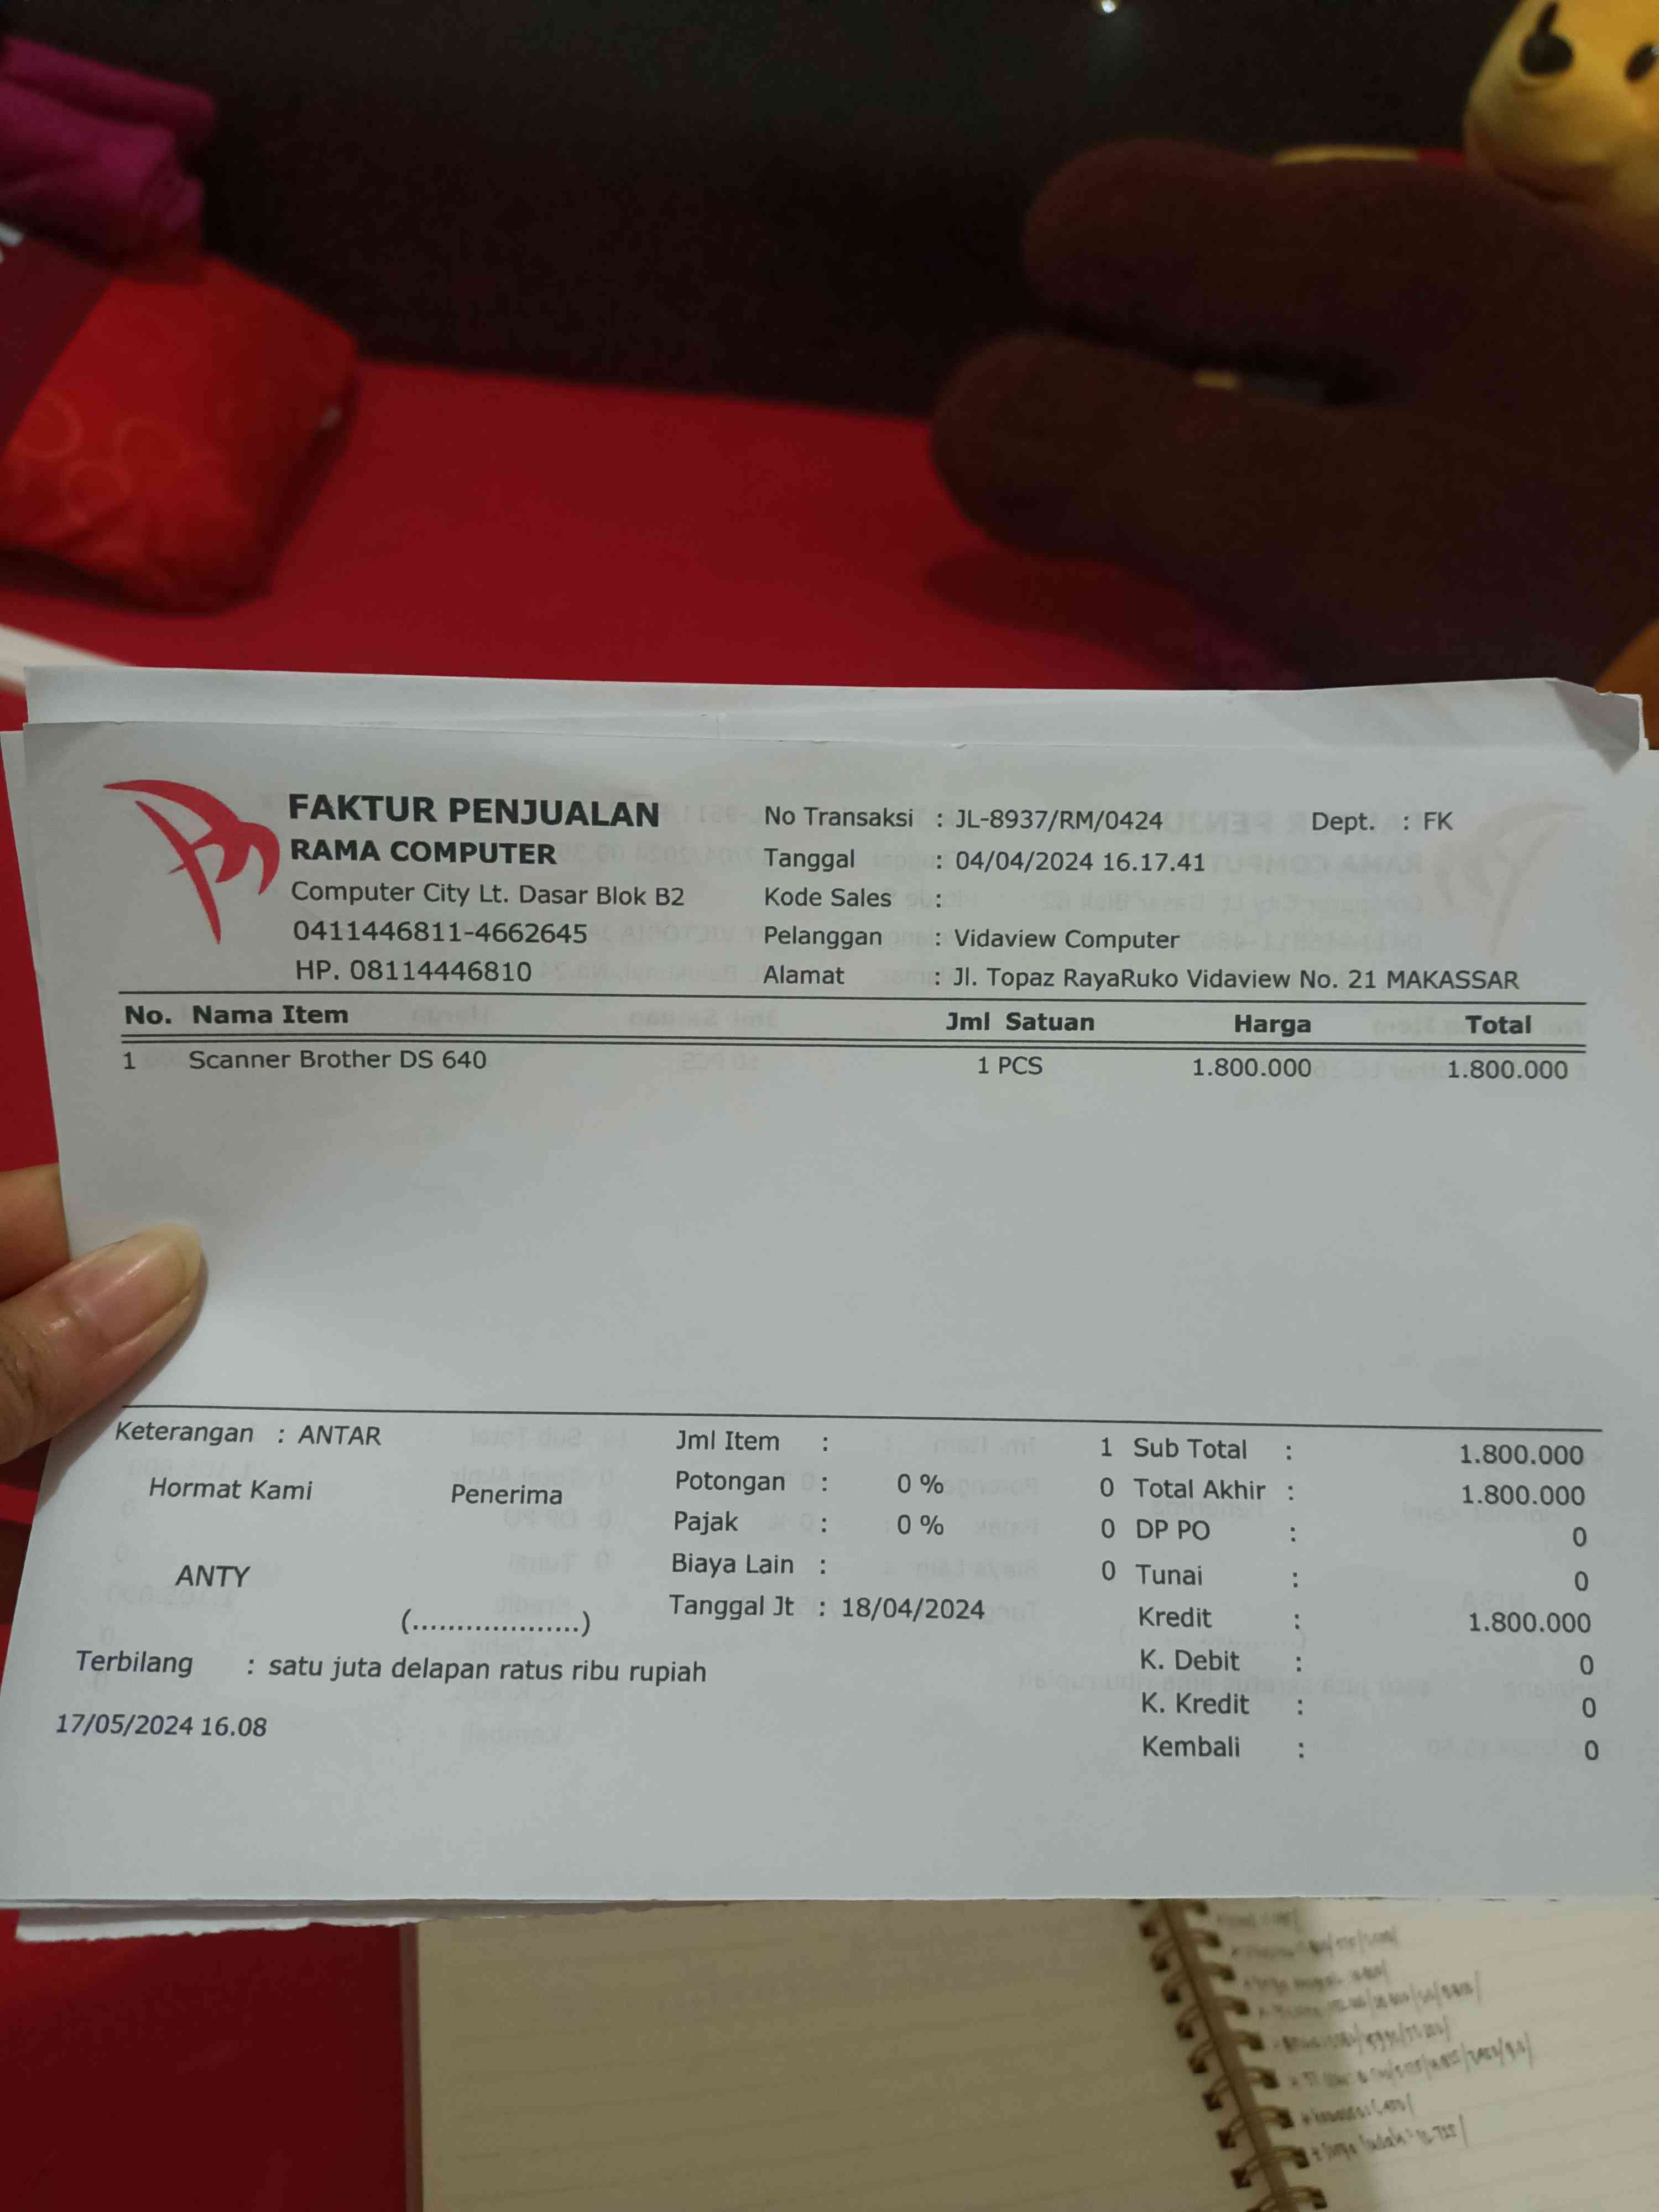 FAKTUR PENJUALAN
RAMA COMPUTER
Computer City Lt. Dasar Blok B2
0411446811-4662645
HP. 08114446810
No Transaksi : JL-8937/RM/0424 Dept. : FK
Tanggal : 04/04/2024 16.17.41
Kode Sales :
Pelanggan : Vidaview Computer
Alamat : Jl. Topaz RayaRuko Vidaview No. 21 MAKASSAR
No. Nama Item Jml Satuan Harga Total
1 Scanner Brother DS 640 1 PCS 1.800.000 1.800.000
Keterangan : ANTAR
Hormat Kami Penerima
ANTY
(...................)
Terbilang : satu juta delapan ratus ribu rupiah
17/05/2024 16.08
Jml Item : 1
Potongan : 0 % 0
Pajak : 0 % 0
Biaya Lain : 0
Tanggal Jt : 18/04/2024
Sub Total : 1.800.000
Total Akhir : 1.800.000
DP PO : 0
Tunai : 0
Kredit : 1.800.000
K. Debit : 0
K. Kredit : 0
Kembali : 0